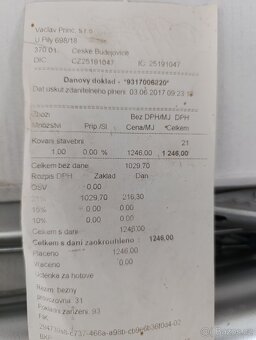 Vaclav Princ, s.r.o.
U Pily 698/18
370 01 Ceske Budejovice
DIC CZ25191047 IC: 25191047
Danovy doklad - *9317006220*
Dat uskut zdanitelneho plneni 03.06.2017 09:23
Zbozi Bez DPH/MJ DPH
Mnozstvi Prip /Sl Cena/MJ *Celkem
Kovani stavebni 21
1.00 0.00 % 1246.00 1 246.00
Celkem bez dane 1029.70
Rozpis DPH Zaklad Dan
OSV 0.00
21% 1029.70 216.30
15% 0.00 0.00
10% 0.00 0.00
Celkem s dani 1246.00
Celkem s dani zaokrouhleno : 1246,00
Placeno 1246.00
Vraceno 0.00
Uctenka za hotove
Rezim: bezny
provozovna: 31
Pokladni zarizeni: 93
FIK:
BKP: